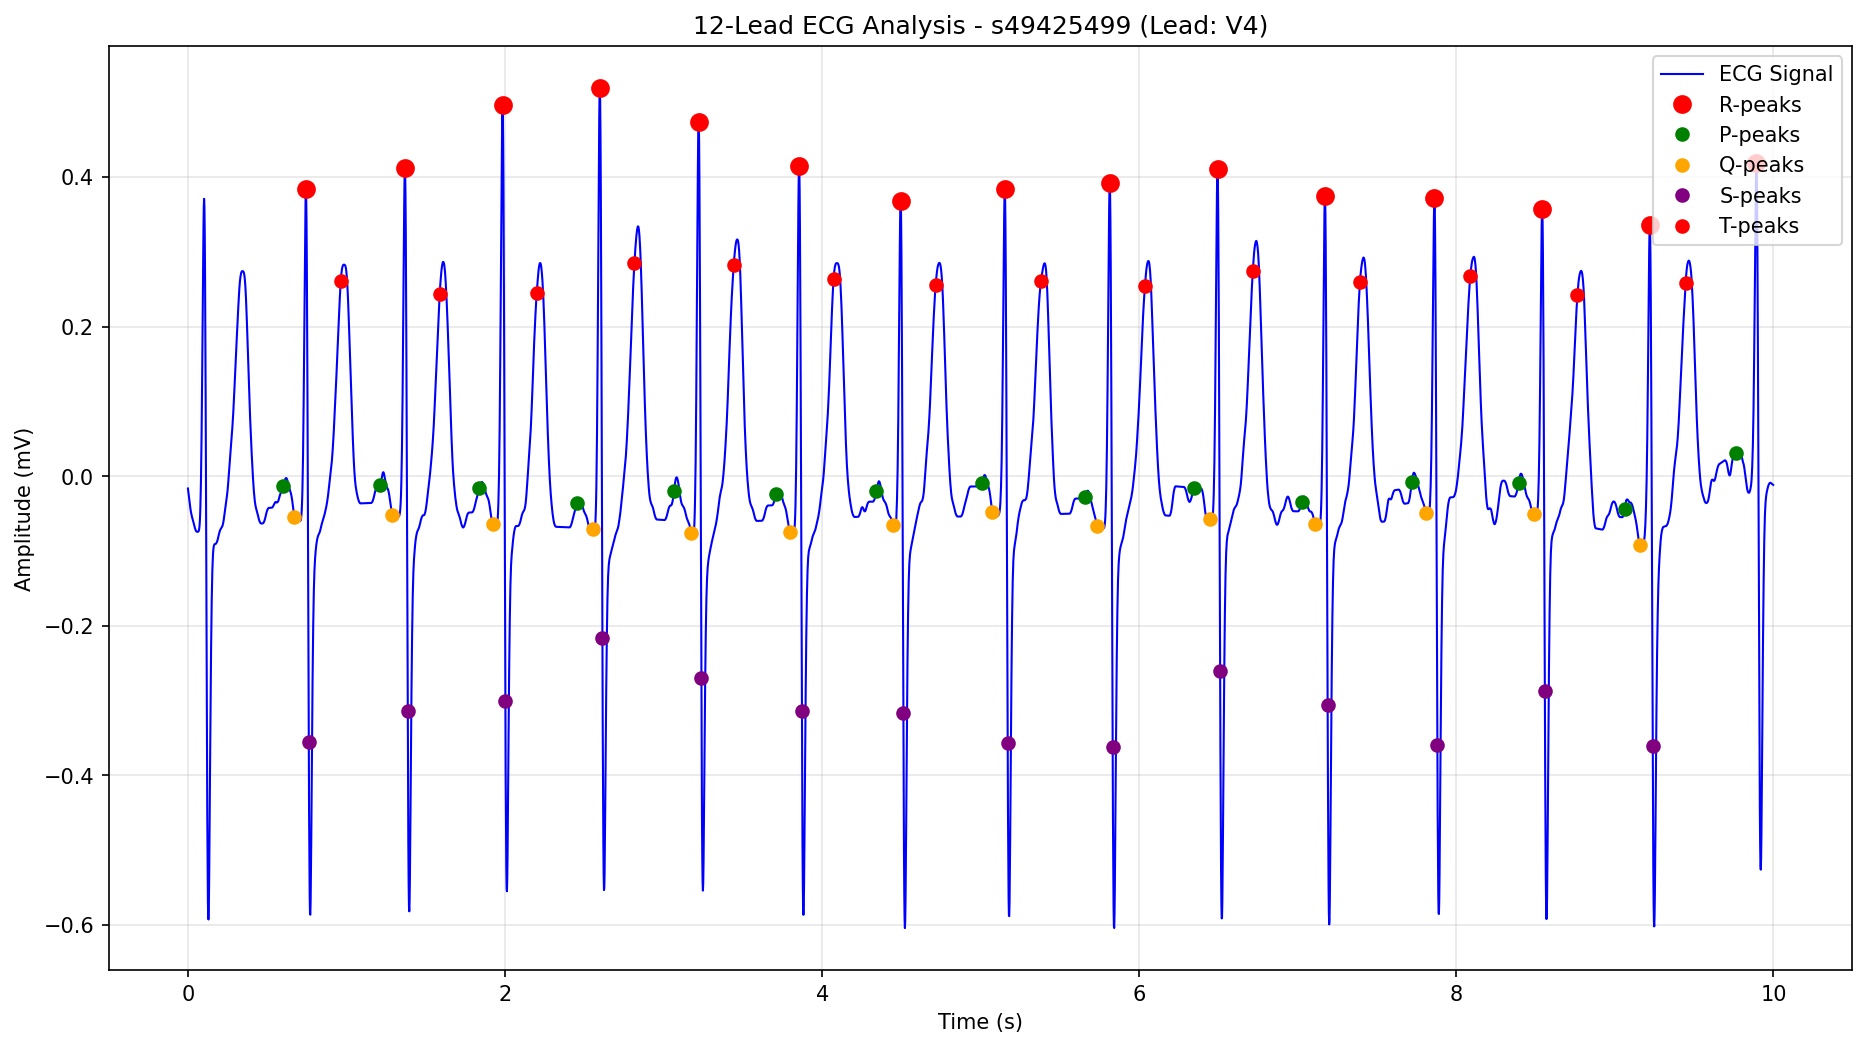 12-Lead ECG Analysis - s49425499 (Lead: V4)
ECG Signal
R-peaks
P-peaks
Q-peaks
S-peaks
T-peaks
Amplitude (mV)
0.4
0.2
0.0
−0.2
−0.4
−0.6
0 2 4 6 8 10
Time (s)